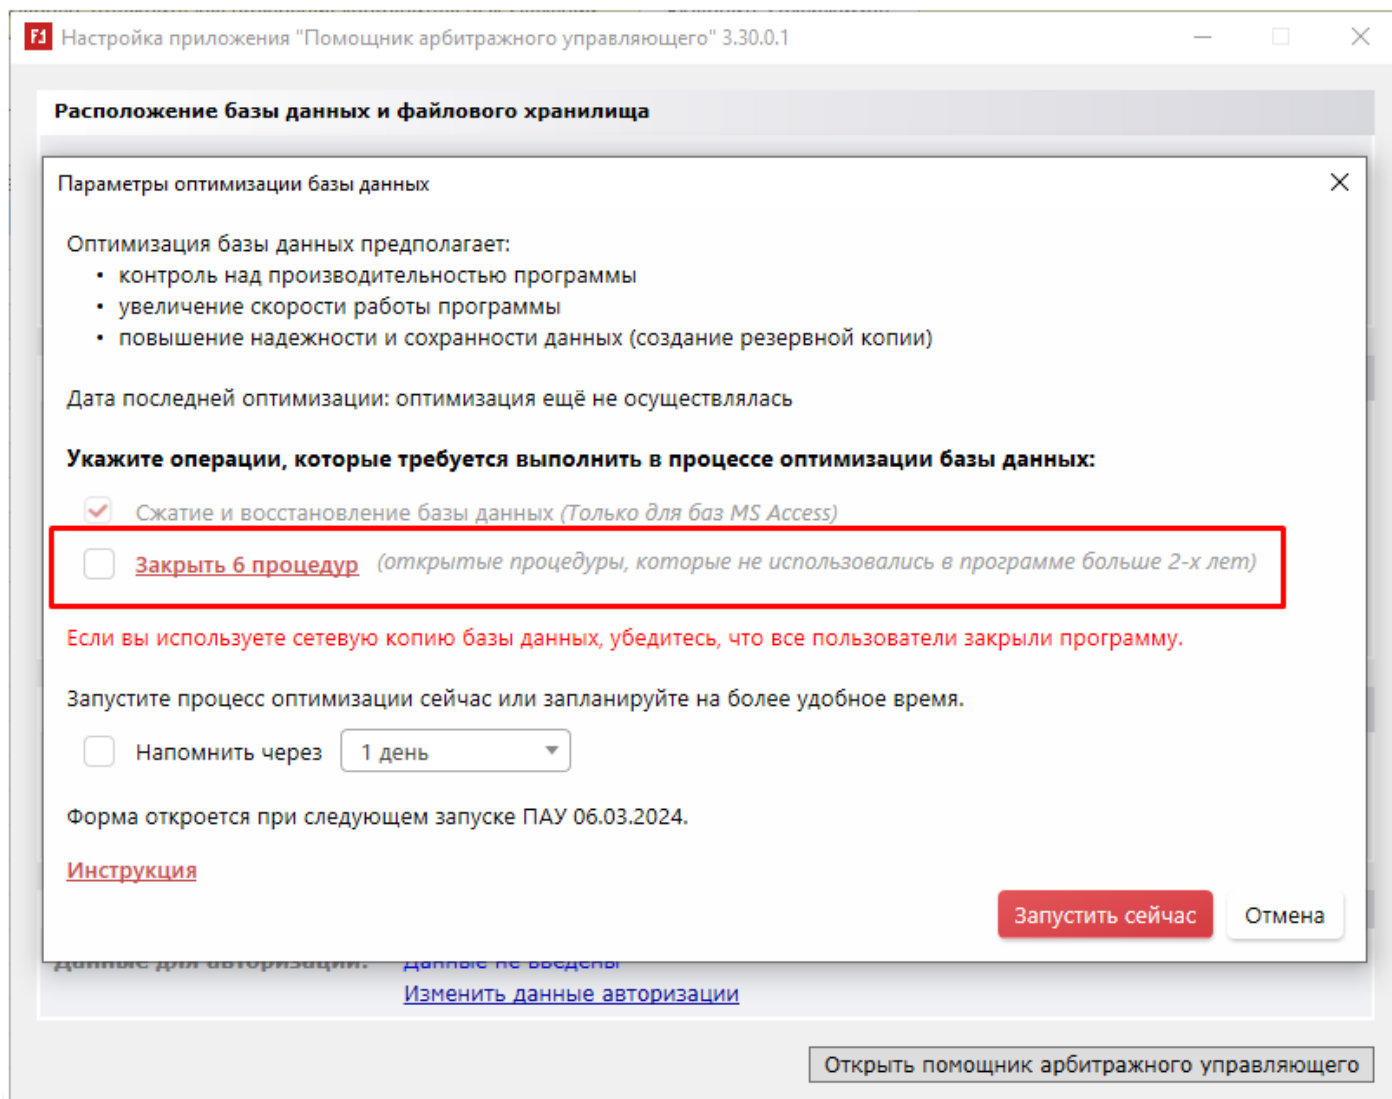 Настройка приложения "Помощник арбитражного управляющего" 3.30.0.1
Расположение базы данных и файлового хранилища
Параметры оптимизации базы данных
Оптимизация базы данных предполагает:
• контроль над производительностью программы
• увеличение скорости работы программы
• повышение надежности и сохранности данных (создание резервной копии)
Дата последней оптимизации: оптимизация ещё не осуществлялась
Укажите операции, которые требуется выполнить в процессе оптимизации базы данных:
Сжатие и восстановление базы данных (Только для баз MS Access)
Закрыть 6 процедур (открытые процедуры, которые не использовались в программе больше 2-х лет)
Если вы используете сетевую копию базы данных, убедитесь, что все пользователи закрыли программу.
Запустите процесс оптимизации сейчас или запланируйте на более удобное время.
Напомнить через 1 день
Форма откроется при следующем запуске ПАУ 06.03.2024.
Инструкция
Запустить сейчас Отмена
Данные для авторизации: Данные не введены
Изменить данные авторизации
Открыть помощник арбитражного управляющего